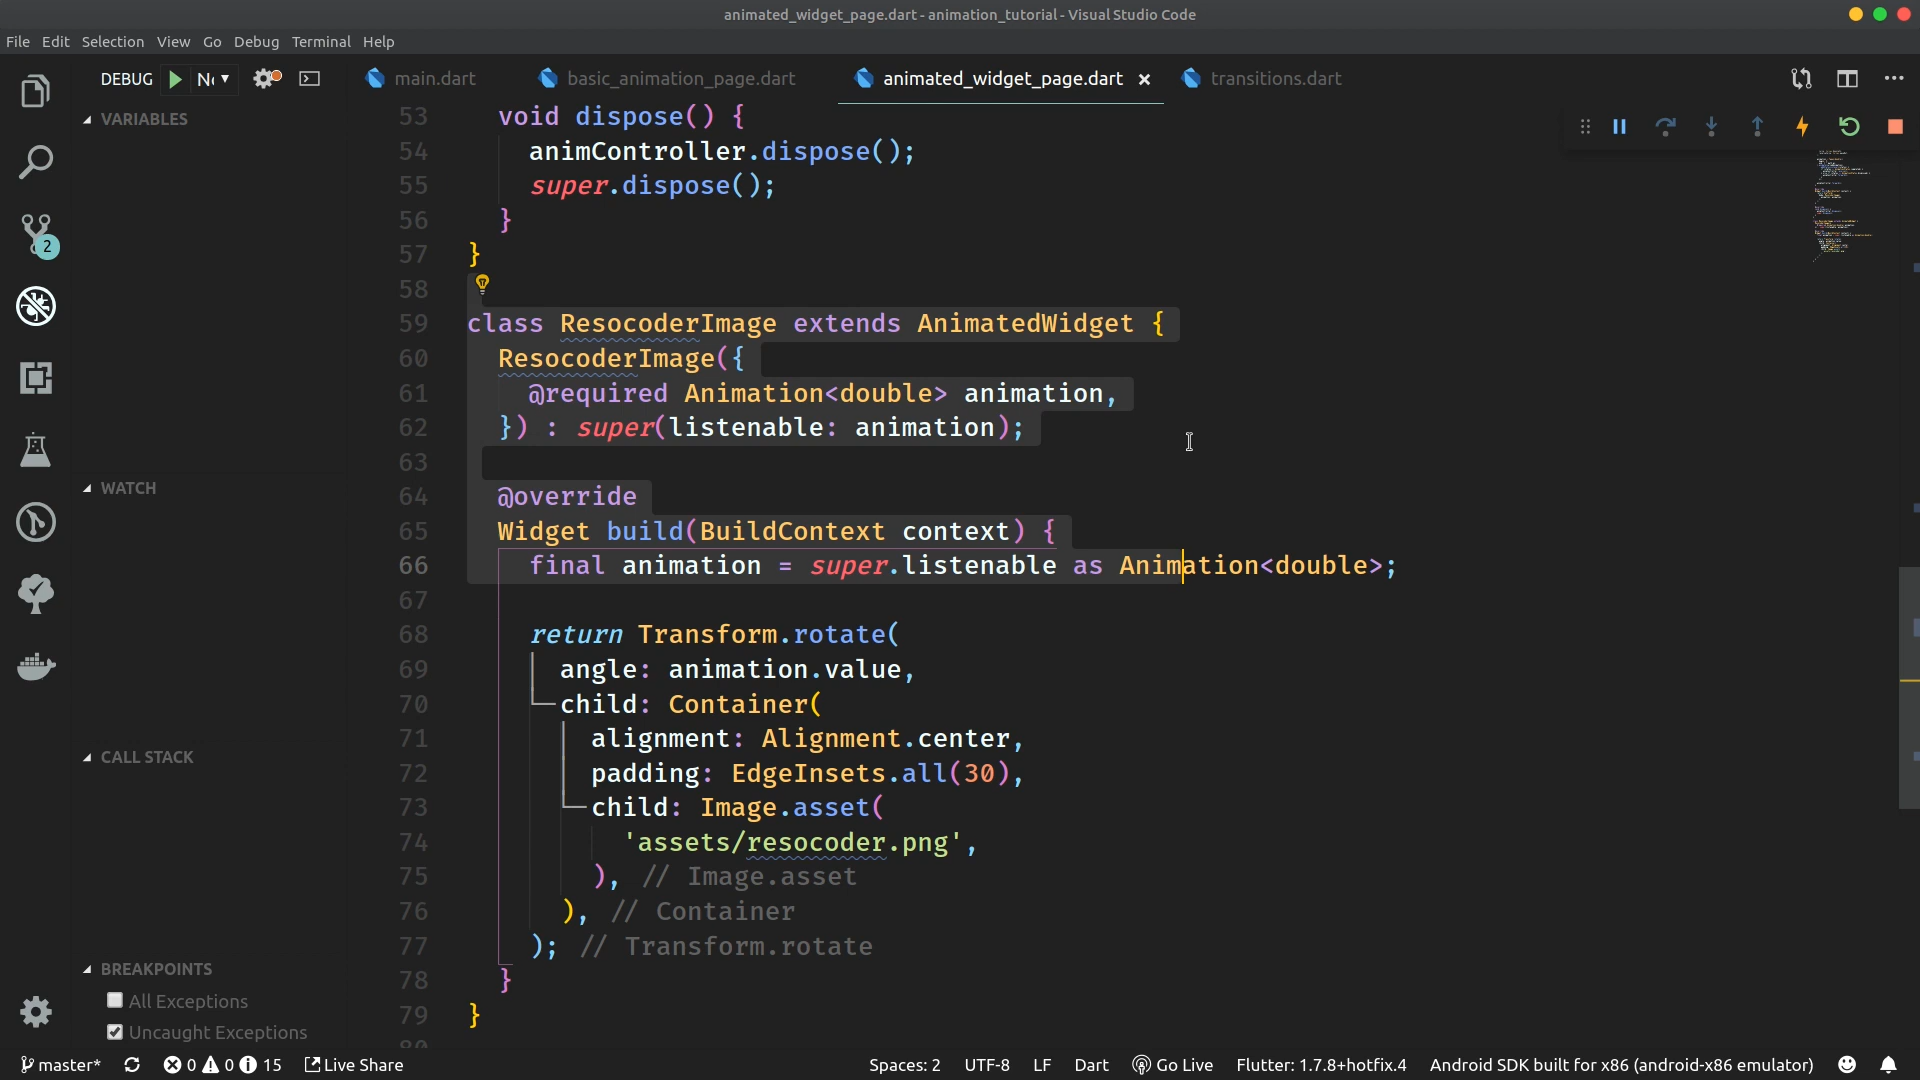 animated_widget_page.dart - animation_tutorial - Visual Studio Code
File Edit Selection View Go Debug Terminal Help
DEBUG
main.dart
basic_animation_page.dart
animated_widget_page.dart
transitions.dart
VARIABLES
2
WATCH
CALL STACK
BREAKPOINTS
All Exceptions
Uncaught Exceptions
53 void dispose() {
54 animController.dispose();
55 super.dispose();
56 }
57 }
58
59 class ResocoderImage extends AnimatedWidget {
60 ResocoderImage({
61 @required Animation<double> animation,
62 }) : super(listenable: animation);
63
64 @override
65 Widget build(BuildContext context) {
66 final animation = super.listenable as Animation<double>;
67
68 return Transform.rotate(
69 angle: animation.value,
70 child: Container(
71 alignment: Alignment.center,
72 padding: EdgeInsets.all(30),
73 child: Image.asset(
74 'assets/resocoder.png',
75 ), // Image.asset
76 ), // Container
77 ); // Transform.rotate
78 }
79 }
master* 0 0 15 Live Share Spaces: 2 UTF-8 LF Dart Go Live Flutter: 1.7.8+hotfix.4 Android SDK built for x86 (android-x86 emulator)